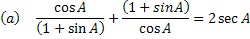 (a) cosA/(1 + sin A) + (1 + sinA)/cosA = 2 sec A